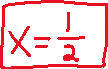 x = 1/2